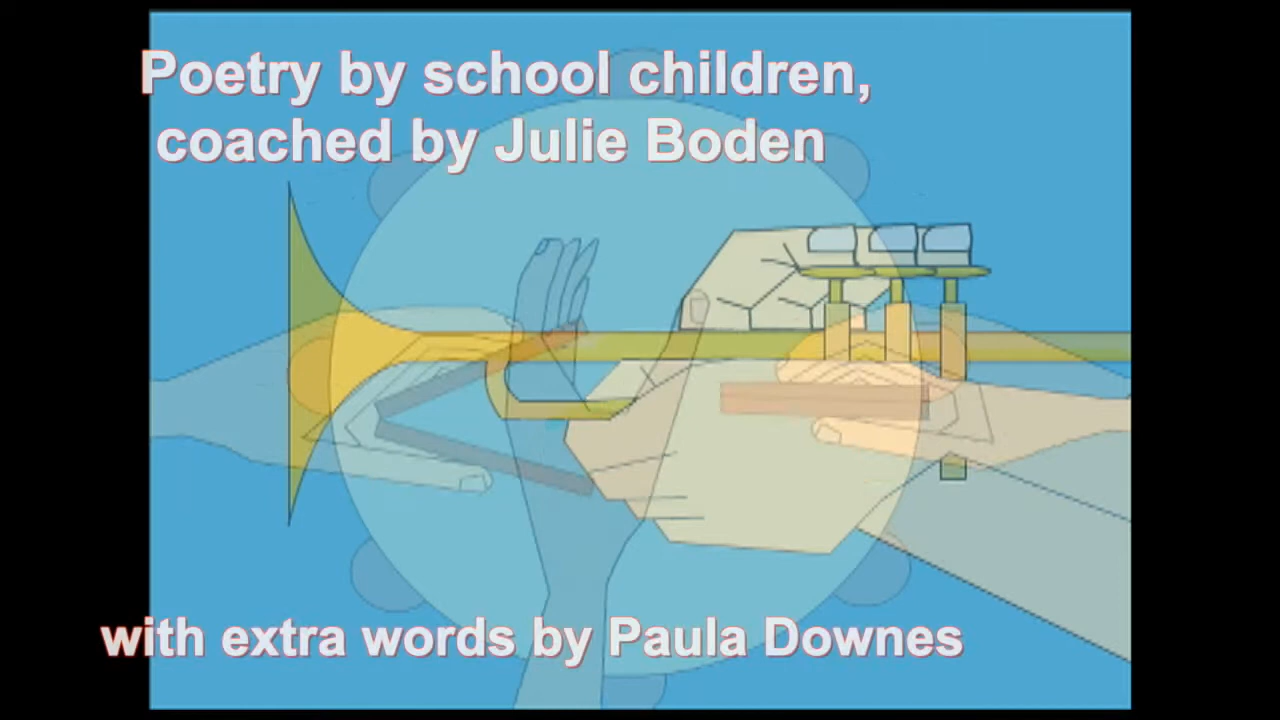 Poetry by school children,
coached by Julie Boden
with extra words by Paula Downes